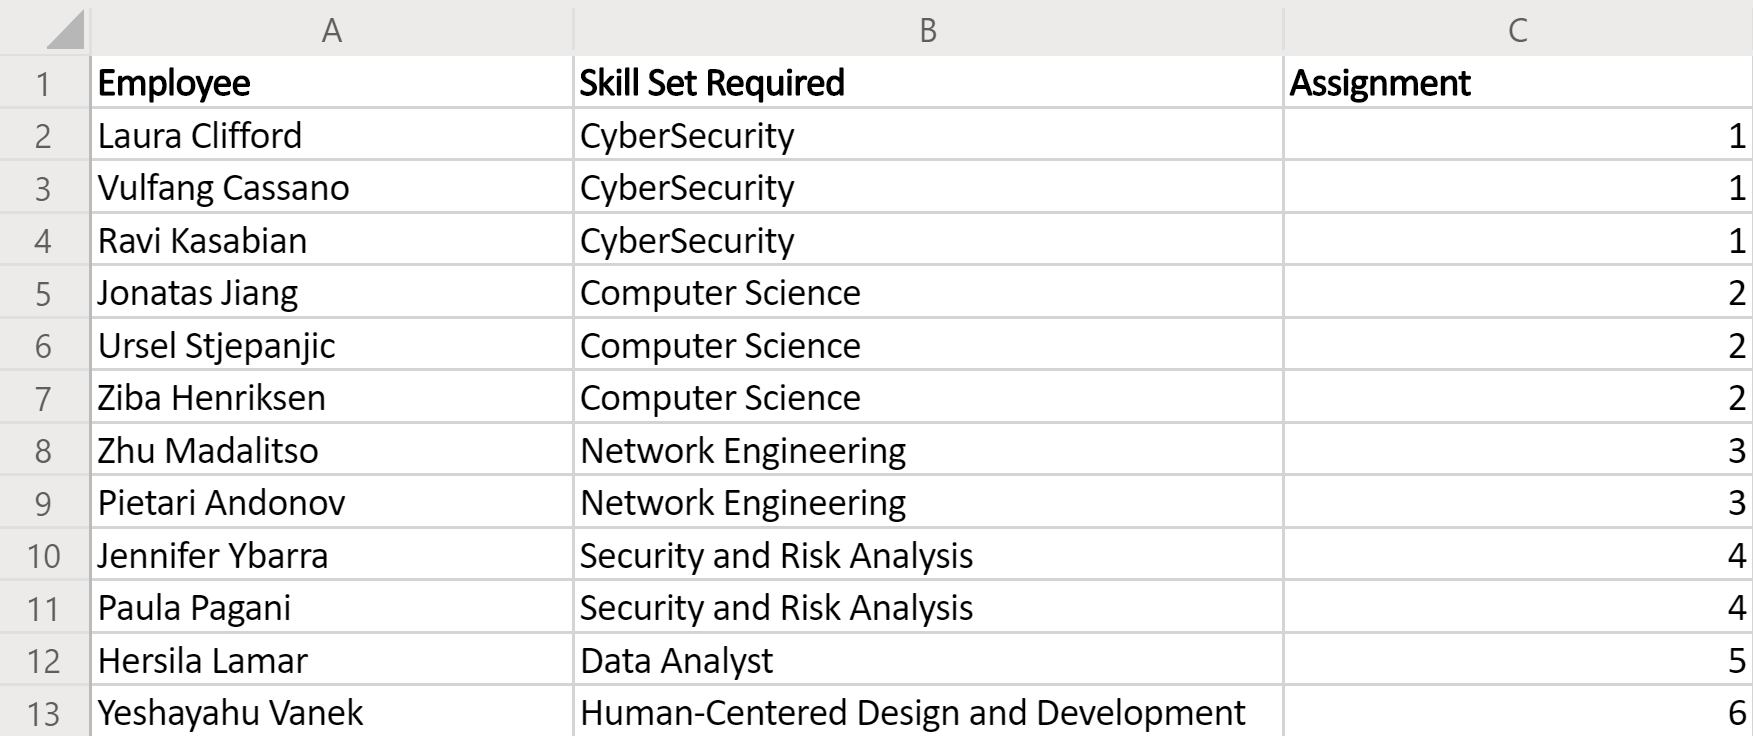 A B C
1 Employee Skill Set Required Assignment
2 Laura Clifford CyberSecurity 1
3 Vulfang Cassano CyberSecurity 1
4 Ravi Kasabian CyberSecurity 1
5 Jonatas Jiang Computer Science 2
6 Ursel Stjepanjic Computer Science 2
7 Ziba Henriksen Computer Science 2
8 Zhu Madalitso Network Engineering 3
9 Pietari Andonov Network Engineering 3
10 Jennifer Ybarra Security and Risk Analysis 4
11 Paula Pagani Security and Risk Analysis 4
12 Hersila Lamar Data Analyst 5
13 Yeshayahu Vanek Human-Centered Design and Development 6